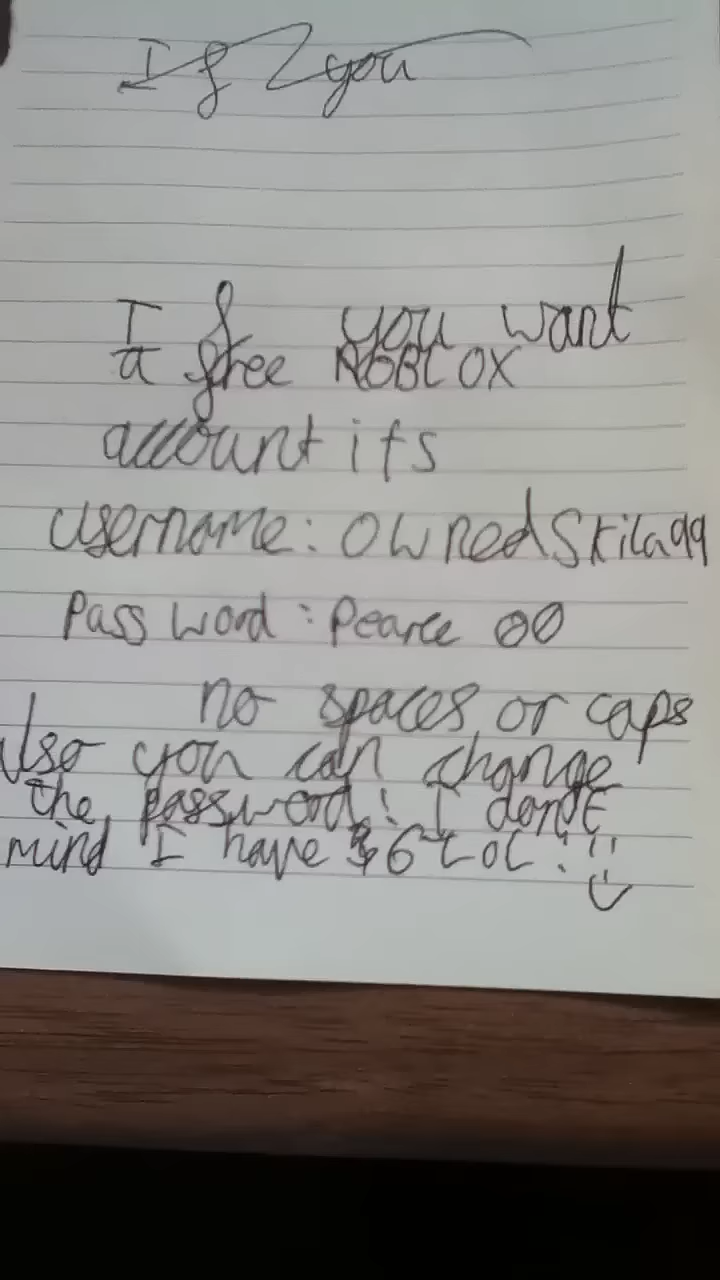 If you
If you want
a free ROBLOX
account its
username: OwnedSkila99
Password: Pearce 00
no spaces or caps
Also you can change
the password! I don't
mind I have $6 Lol! :)